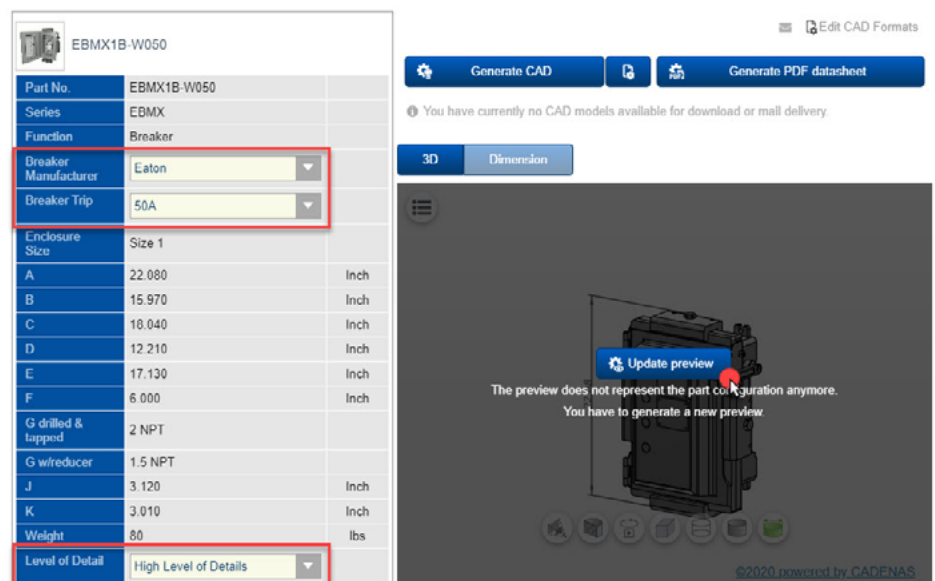 EBMX1B-W050
Part No. EBMX1B-W050
Series EBMX
Function Breaker
Breaker
Manufacturer
Eaton
Breaker Trip 50A
Enclosure
Size
Size 1
A 22.080 Inch
B 15.970 Inch
C 18.040 Inch
D 12.210 Inch
E 17.130 Inch
F 6.000 Inch
G drilled &
tapped
2 NPT
G w/reducer 1.5 NPT
J 3.120 Inch
K 3.010 Inch
Weight 80 lbs
Level of Detail High Level of Details
Edit CAD Formats
Generate CAD
Generate PDF datasheet
You have currently no CAD models available for download or mail delivery.
3D Dimension
Update preview
The preview does not represent the part configuration anymore.
You have to generate a new preview.
©2020 powered by CADENAS